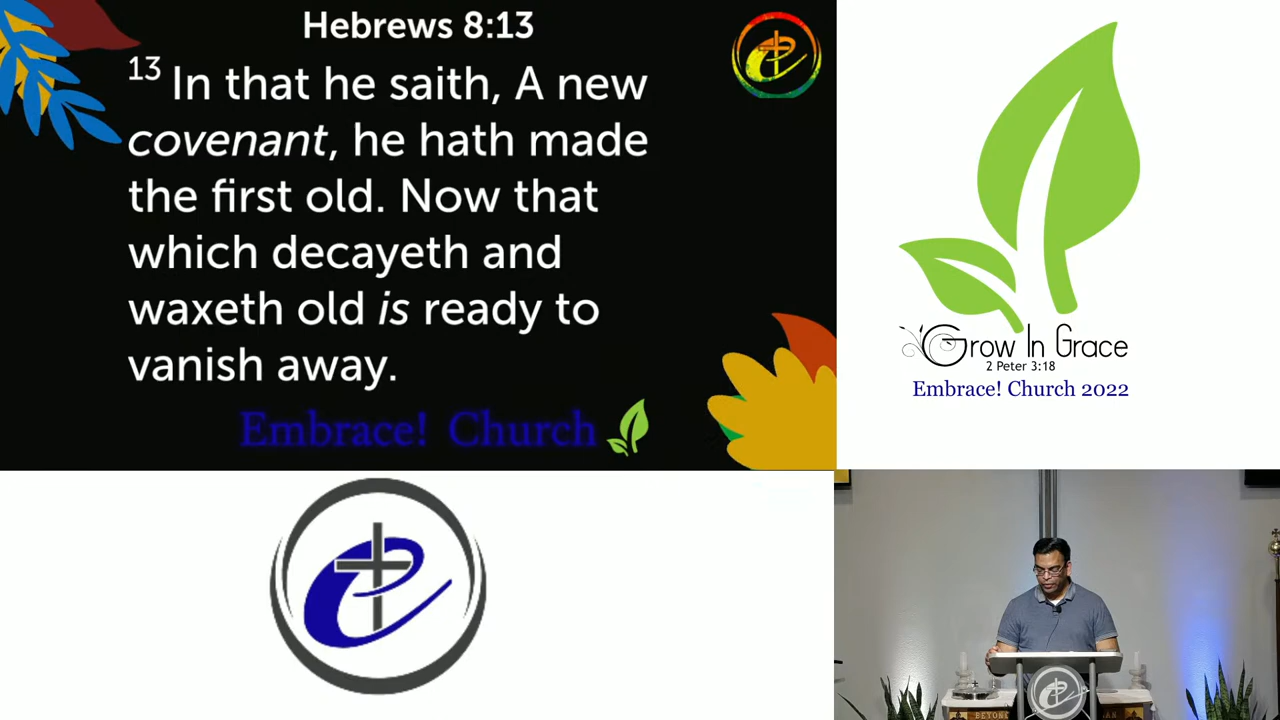 Hebrews 8:13
13 In that he saith, A new
covenant, he hath made
the first old. Now that
which decayeth and
waxeth old is ready to
vanish away.
Embrace! Church
Grow In Grace
2 Peter 3:18
Embrace! Church 2022